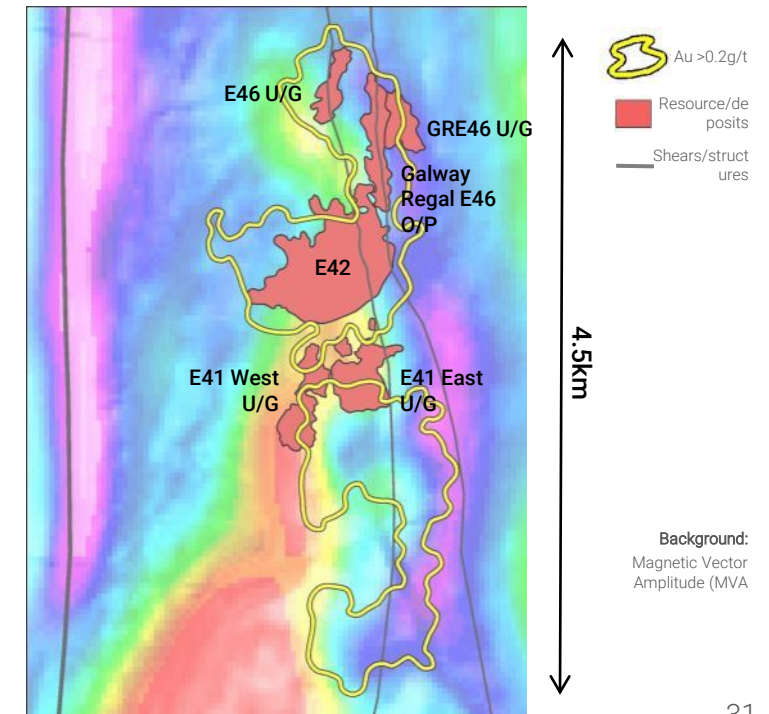 E46 U/G
GRE46 U/G
Galway
Regal E46
O/P
E42
E41 West
U/G
E41 East
U/G
4.5km
Au >0.2g/t
Resource/de
posits
Shears/struct
ures
Background:
Magnetic Vector
Amplitude (MVA
31